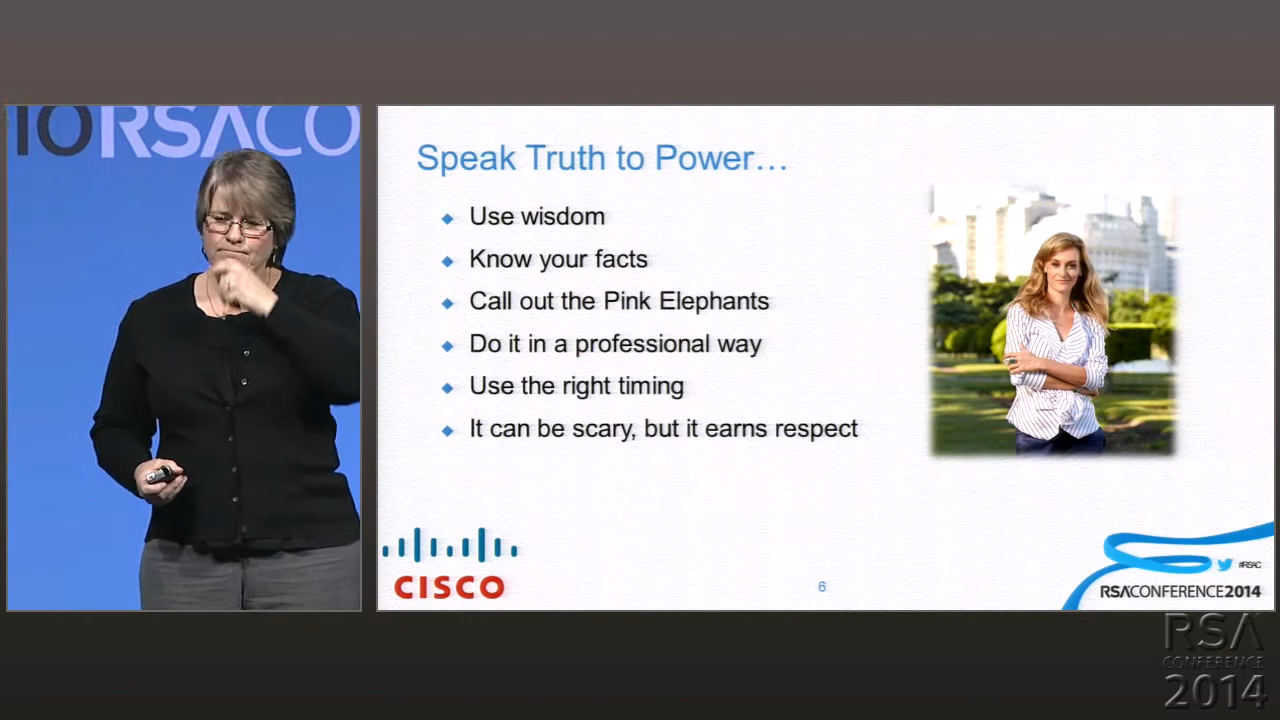 IORSACO
Speak Truth to Power…
Use wisdom
Know your facts
Call out the Pink Elephants
Do it in a professional way
Use the right timing
It can be scary, but it earns respect
CISCO
6
#RSAC
RSACONFERENCE2014
RSA
CONFERENCE
2014